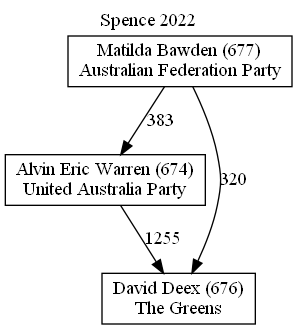 Spence 2022
Matilda Bawden (677)
Australian Federation Party
383
Alvin Eric Warren (674)
United Australia Party
320
1255
David Deex (676)
The Greens